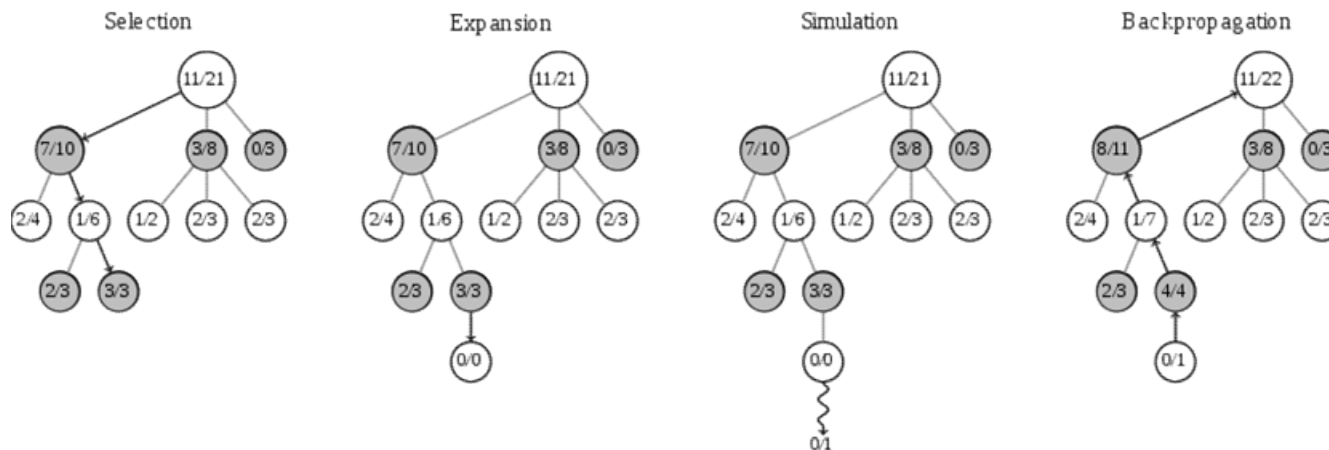 Selection Expansion Simulation Backpropagation
11/21 11/21 11/21 11/22
7/10 3/8 0/3 7/10 3/8 0/3 7/10 3/8 0/3 8/11 3/8 0/3
2/4 1/6 1/2 2/3 2/3 2/4 1/6 1/2 2/3 2/3 2/4 1/6 1/2 2/3 2/3 2/4 1/7 1/2 2/3 2/3
2/3 3/3 2/3 3/3 2/3 3/3 2/3 4/4
0/0 0/0 0/1
0/1